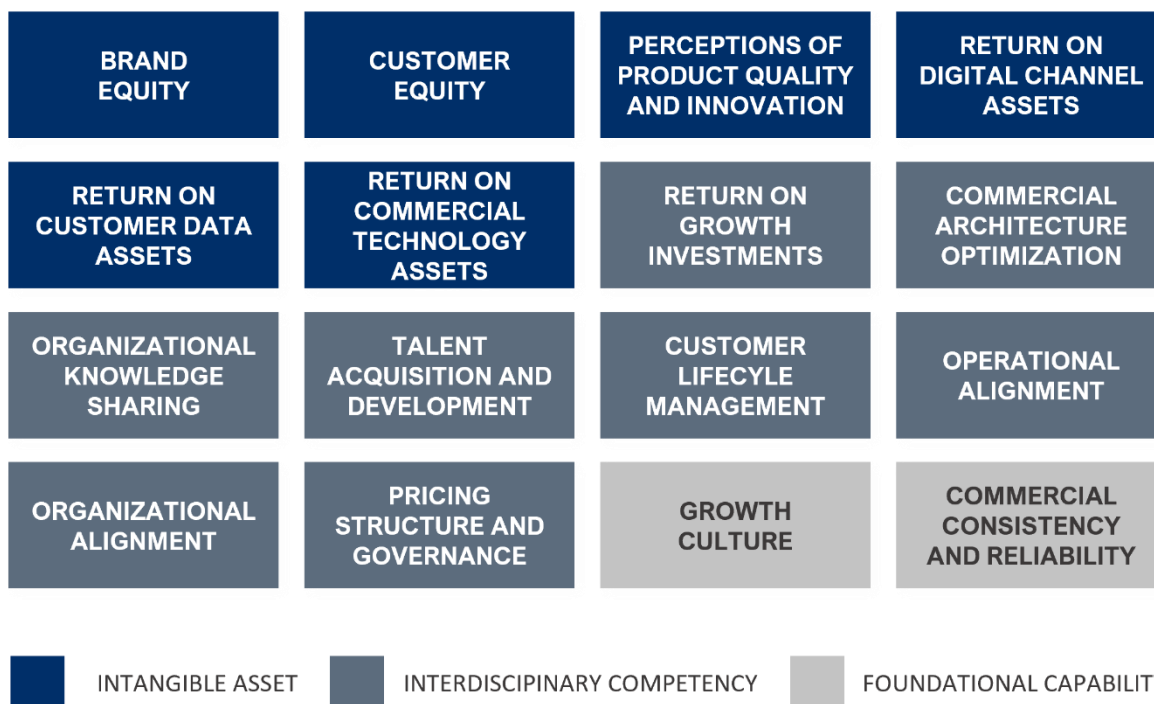 BRAND
EQUITY
CUSTOMER
EQUITY
PERCEPTIONS OF
PRODUCT QUALITY
AND INNOVATION
RETURN ON
DIGITAL CHANNEL
ASSETS
RETURN ON
CUSTOMER DATA
ASSETS
RETURN ON
COMMERCIAL
TECHNOLOGY
ASSETS
RETURN ON
GROWTH
INVESTMENTS
COMMERCIAL
ARCHITECTURE
OPTIMIZATION
ORGANIZATIONAL
KNOWLEDGE
SHARING
TALENT
ACQUISITION AND
DEVELOPMENT
CUSTOMER
LIFECYLE
MANAGEMENT
OPERATIONAL
ALIGNMENT
ORGANIZATIONAL
ALIGNMENT
PRICING
STRUCTURE AND
GOVERNANCE
GROWTH
CULTURE
COMMERCIAL
CONSISTENCY
AND RELIABILITY
INTANGIBLE ASSET
INTERDISCIPINARY COMPETENCY
FOUNDATIONAL CAPABILIT